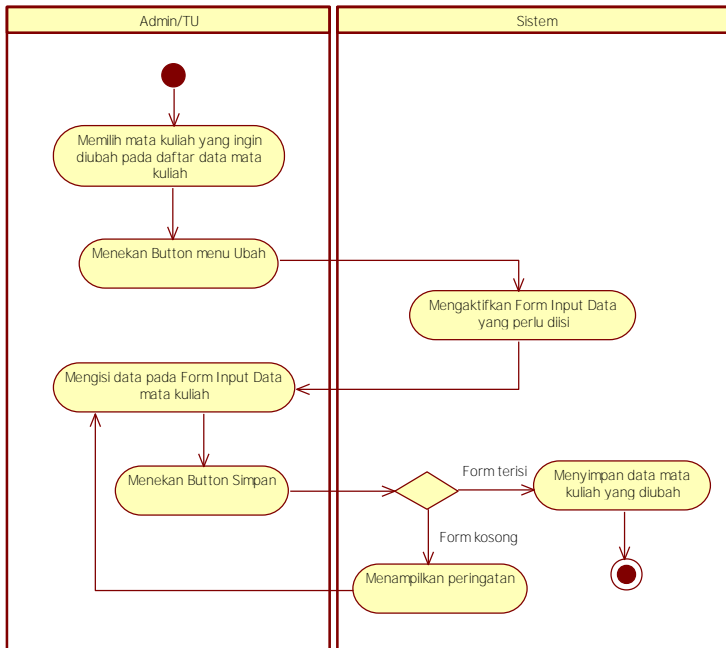 Admin/TU
Sistem
Memilih mata kuliah yang ingin
diubah pada daftar data mata
kuliah
Menekan Button menu Ubah
Mengaktifkan Form Input Data
yang perlu diisi
Mengisi data pada Form Input Data
mata kuliah
Menekan Button Simpan
Form terisi
Menyimpan data mata
kuliah yang diubah
Form kosong
Menampilkan peringatan